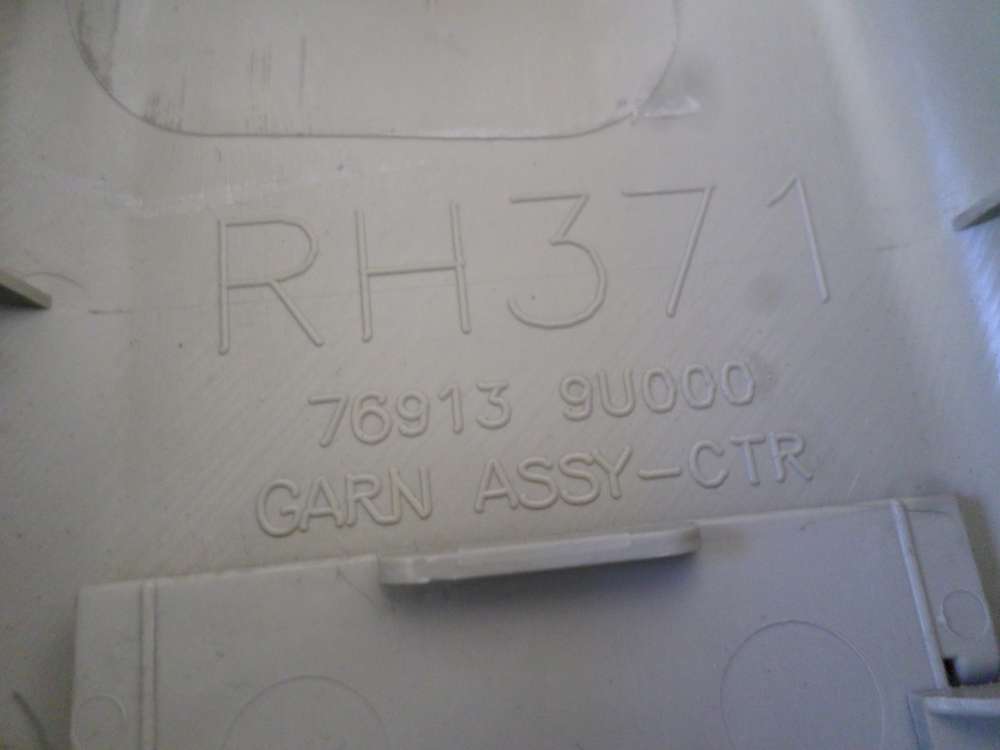 RH371
76913 9U000
GARN ASSY-CTR